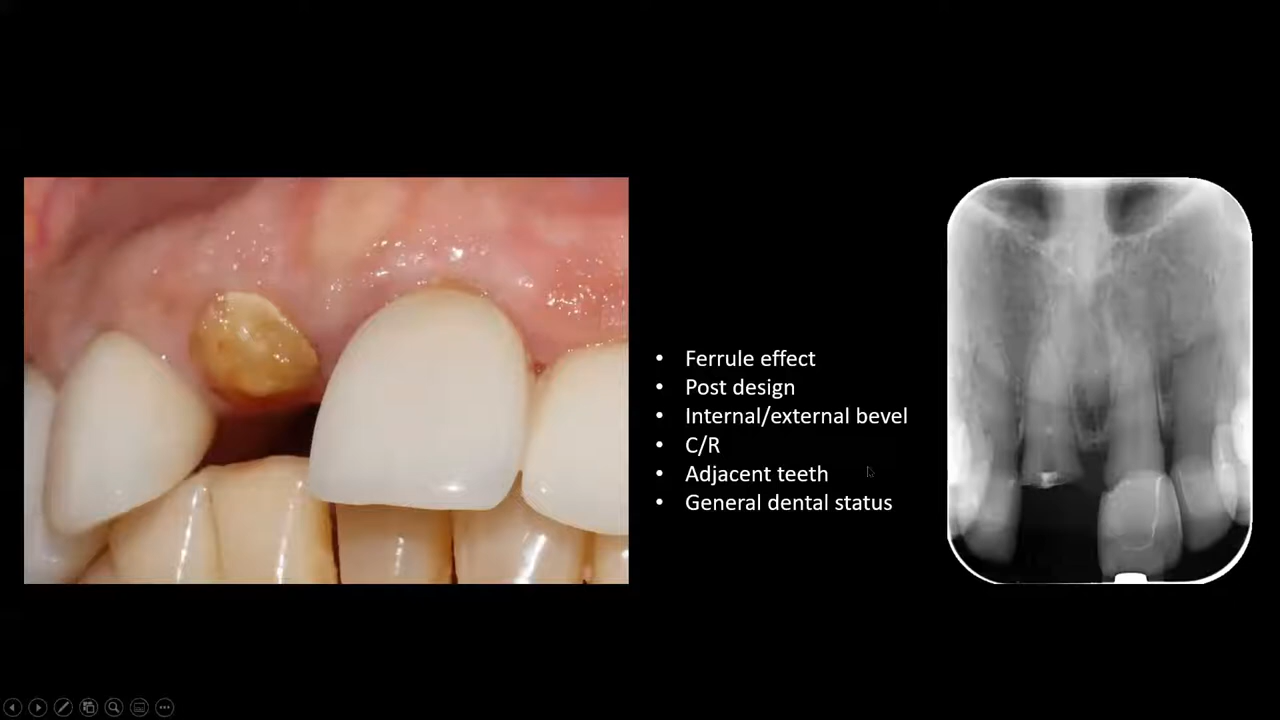 • Ferrule effect
• Post design
• Internal/external bevel
• C/R
• Adjacent teeth
• General dental status